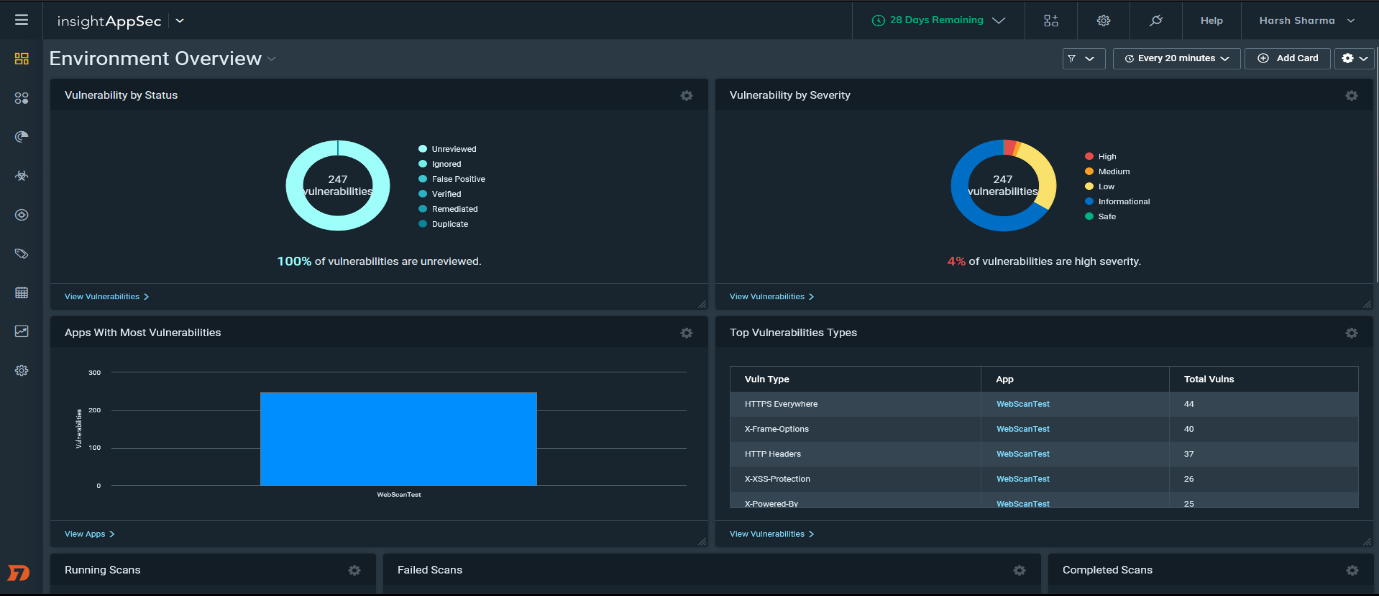 insightAppSec
28 Days Remaining
Help
Harsh Sharma
Environment Overview
Every 20 minutes
Add Card
Vulnerability by Status
247
vulnerabilities
Unreviewed
Ignored
False Positive
Verified
Remediated
Duplicate
100% of vulnerabilities are unreviewed.
View Vulnerabilities
Vulnerability by Severity
247
vulnerabilities
High
Medium
Low
Informational
Safe
4% of vulnerabilities are high severity.
View Vulnerabilities
Apps With Most Vulnerabilities
300
200
100
0
Vulnerabilities
WebScanTest
View Apps
Top Vulnerabilities Types
Vuln Type App Total Vulns
HTTPS Everywhere WebScanTest 44
X-Frame-Options WebScanTest 40
HTTP Headers WebScanTest 37
X-XSS-Protection WebScanTest 26
X-Powered-By WebScanTest 25
View Vulnerabilities
Running Scans
Failed Scans
Completed Scans